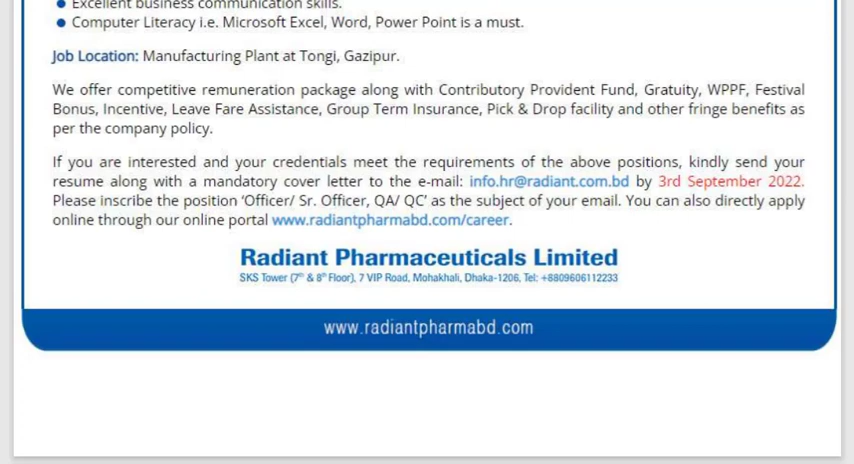 Excellent business communication skills.
Computer Literacy i.e. Microsoft Excel, Word, Power Point is a must.
Job Location: Manufacturing Plant at Tongi, Gazipur.
We offer competitive remuneration package along with Contributory Provident Fund, Gratuity, WPPF, Festival
Bonus, Incentive, Leave Fare Assistance, Group Term Insurance, Pick & Drop facility and other fringe benefits as
per the company policy.
If you are interested and your credentials meet the requirements of the above positions, kindly send your
resume along with a mandatory cover letter to the e-mail: info.hr@radiant.com.bd by 3rd September 2022.
Please inscribe the position ‘Officer/ Sr. Officer, QA/ QC’ as the subject of your email. You can also directly apply
online through our online portal www.radiantpharmabd.com/career.
Radiant Pharmaceuticals Limited
SKS Tower (7th & 8th Floor), 7 VIP Road, Mohakhali, Dhaka-1206, Tel: +8809606112233
www.radiantpharmabd.com